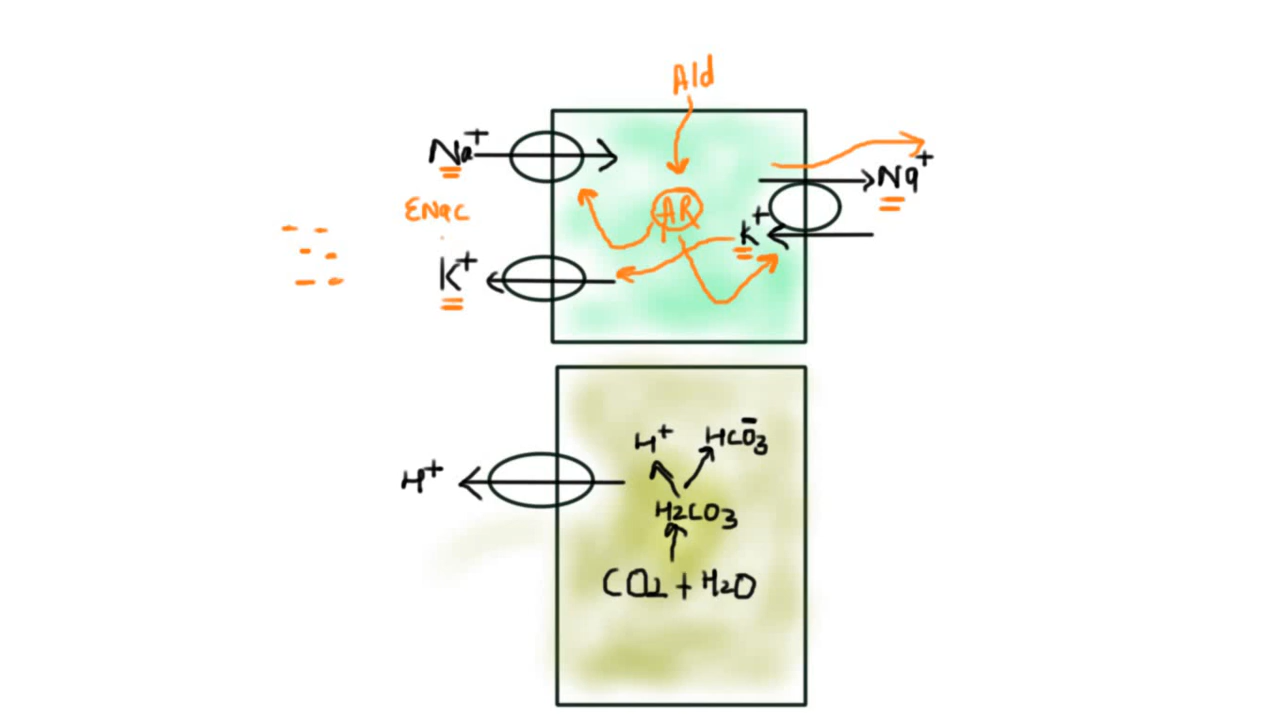 Ald
Na+
ENac
AR
Na+
K+
K+
H+
H+ HCO3-
H2CO3
CO2 + H2O